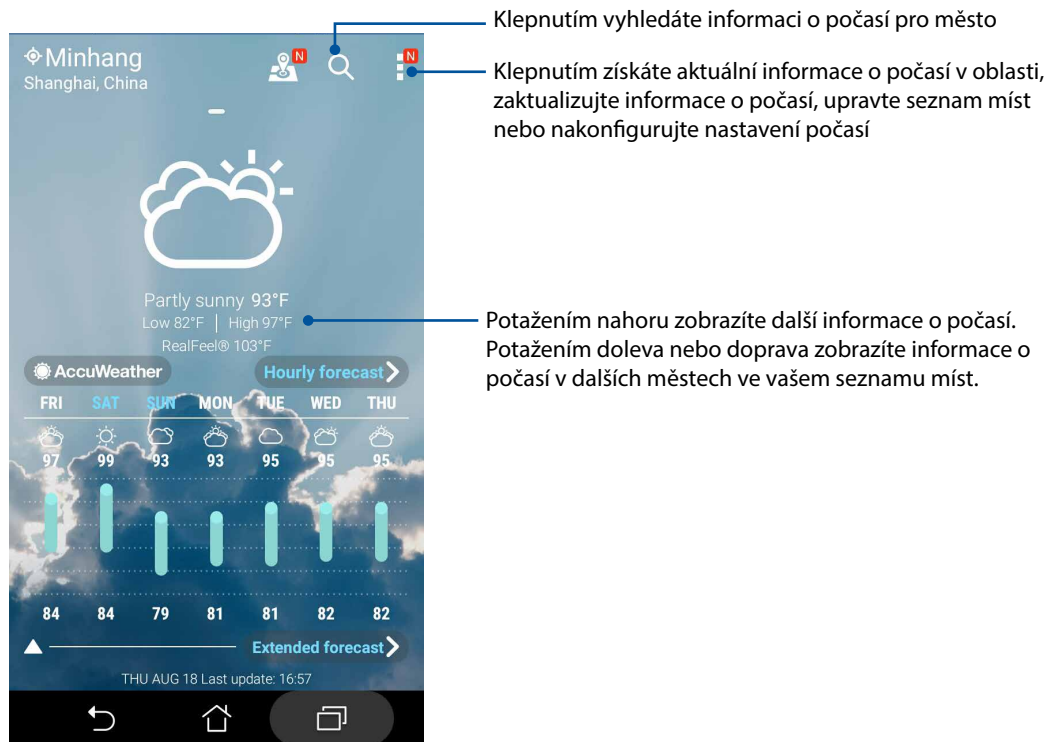 Klepnutím vyhledáte informaci o počasí pro město
Minhang
Shanghai, China
N
N
Klepnutím získáte aktuální informace o počasí v oblasti,
zaktualizujte informace o počasí, upravte seznam míst
nebo nakonfigurujte nastavení počasí
Partly sunny 93°F
Low 82°F | High 97°F
RealFeel® 103°F
Potažením nahoru zobrazíte další informace o počasí.
Potažením doleva nebo doprava zobrazíte informace o
počasí v dalších městech ve vašem seznamu míst.
AccuWeather
Hourly forecast
FRI SAT SUN MON TUE WED THU
97 99 93 93 95 95 95
84 84 79 81 81 82 82
Extended forecast
THU AUG 18 Last update: 16:57